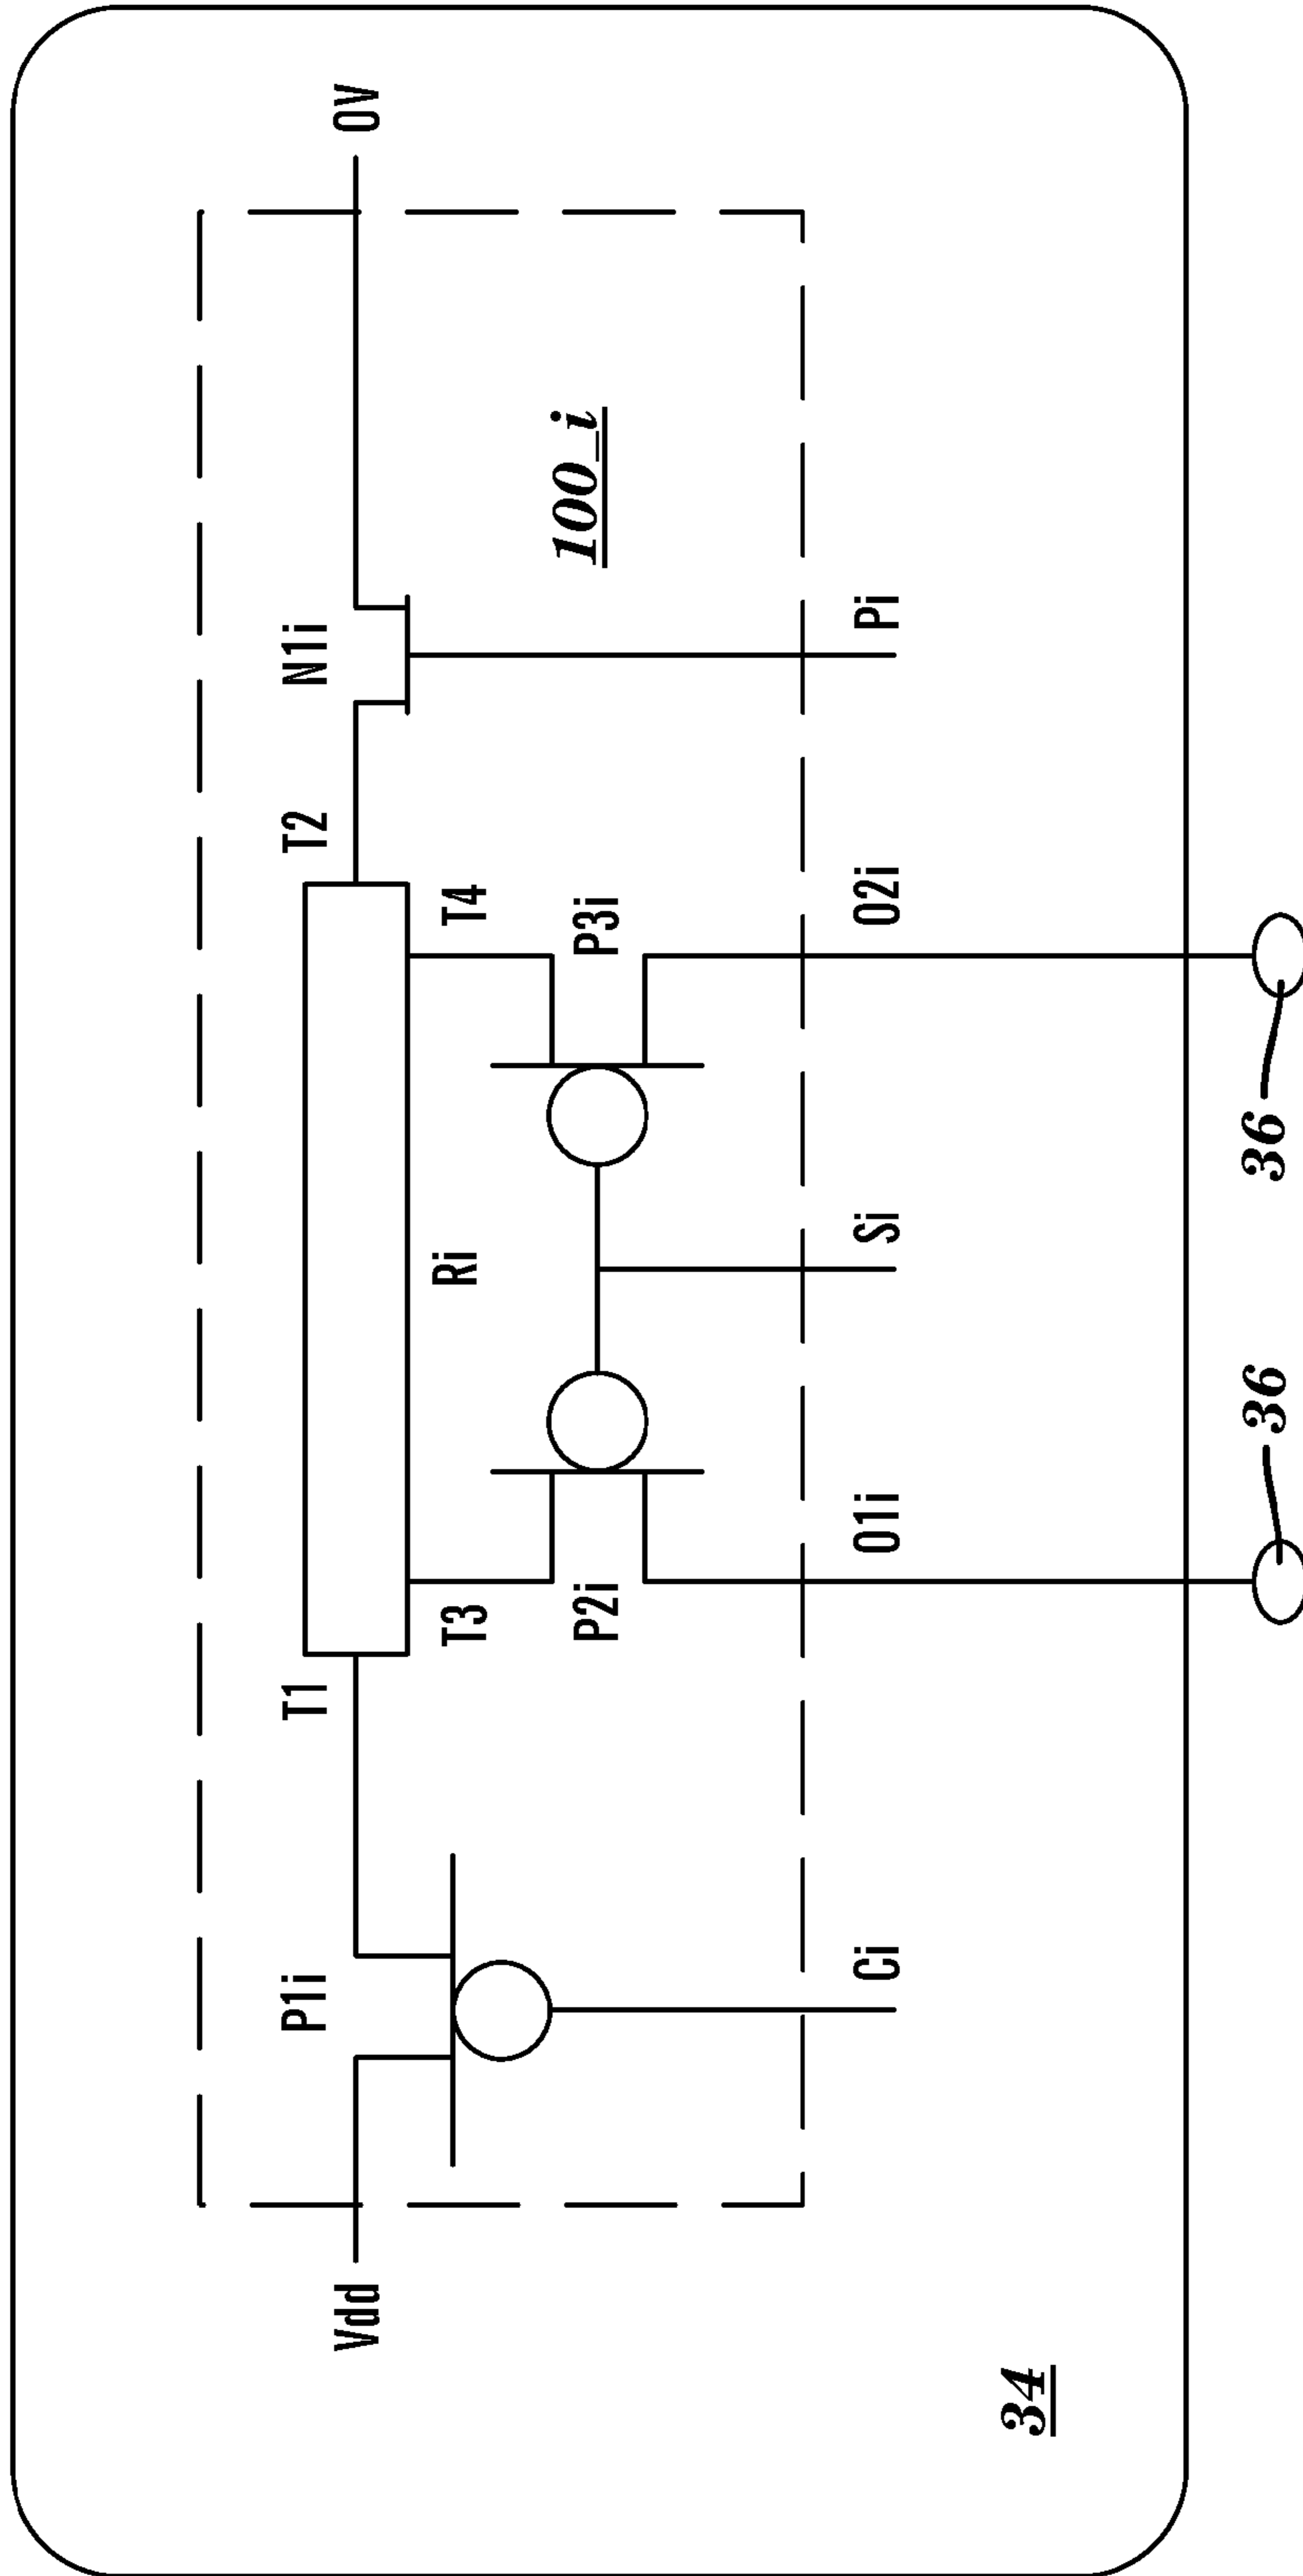 Vdd
P1i
T1
T2
N1i
0V
T3
Ri
T4
P2i
P3i
100_i
Ci
O1i
Si
O2i
Pi
34
36
36